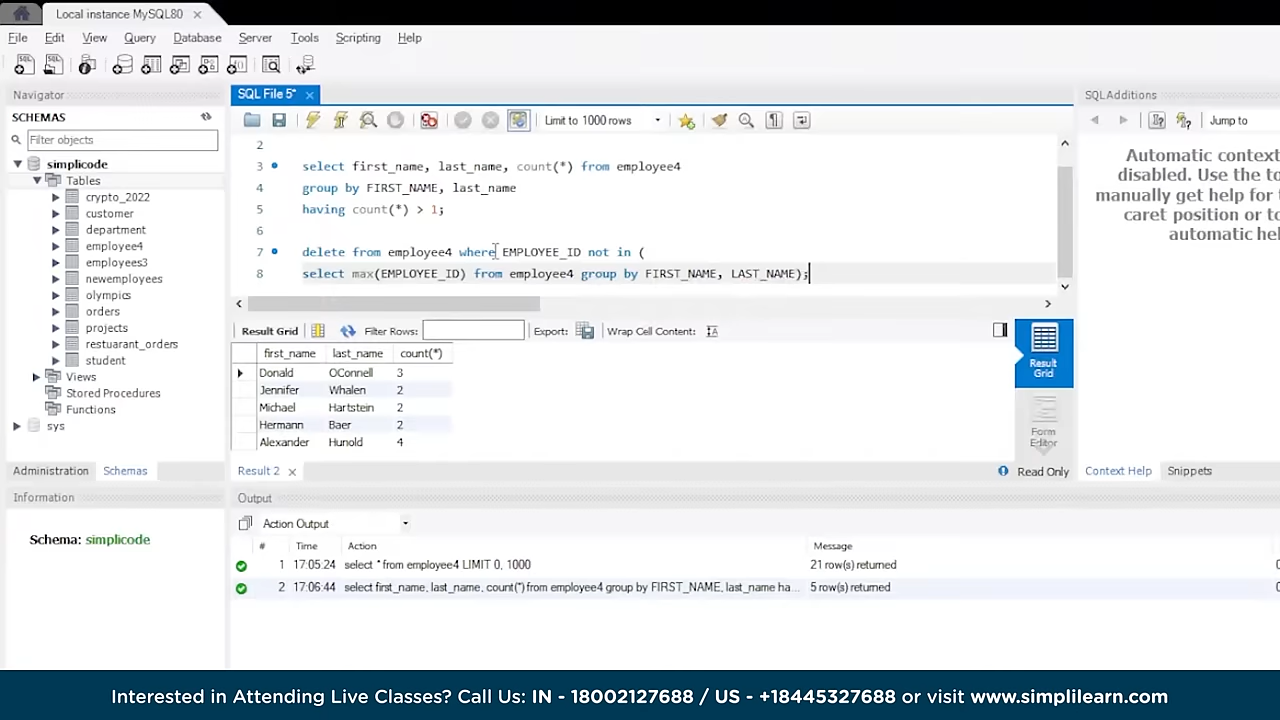 Local instance MySQL80 ×
File Edit View Query Database Server Tools Scripting Help
Navigator
SCHEMAS
Filter objects
simplicode
Tables
crypto_2022
customer
department
employee4
employees3
newemployees
olympics
orders
projects
restuarant_orders
student
Views
Stored Procedures
Functions
sys
Administration Schemas
Information
Schema: simplicode
SQL File 5* ×
Limit to 1000 rows
2
3 select first_name, last_name, count(*) from employee4
4 group by FIRST_NAME, last_name
5 having count(*) > 1;
6
7 delete from employee4 where EMPLOYEE_ID not in (
8 select max(EMPLOYEE_ID) from employee4 group by FIRST_NAME, LAST_NAME);
Result Grid Filter Rows: Export: Wrap Cell Content:
first_name last_name count(*)
Donald OConnell 3
Jennifer Whalen 2
Michael Hartstein 2
Hermann Baer 2
Alexander Hunold 4
Result Grid
Form Editor
Result 2 ×
Read Only
SQLAdditions
Jump to
Automatic context
disabled. Use the to
manually get help for t
caret position or to
automatic hel
Context Help Snippets
Output
Action Output
# Time Action Message
1 17:05:24 select * from employee4 LIMIT 0, 1000 21 row(s) returned 0
2 17:06:44 select first_name, last_name, count(*) from employee4 group by FIRST_NAME, last_name ha... 5 row(s) returned 0
Interested in Attending Live Classes? Call Us: IN - 18002127688 / US - +18445327688 or visit www.simplilearn.com